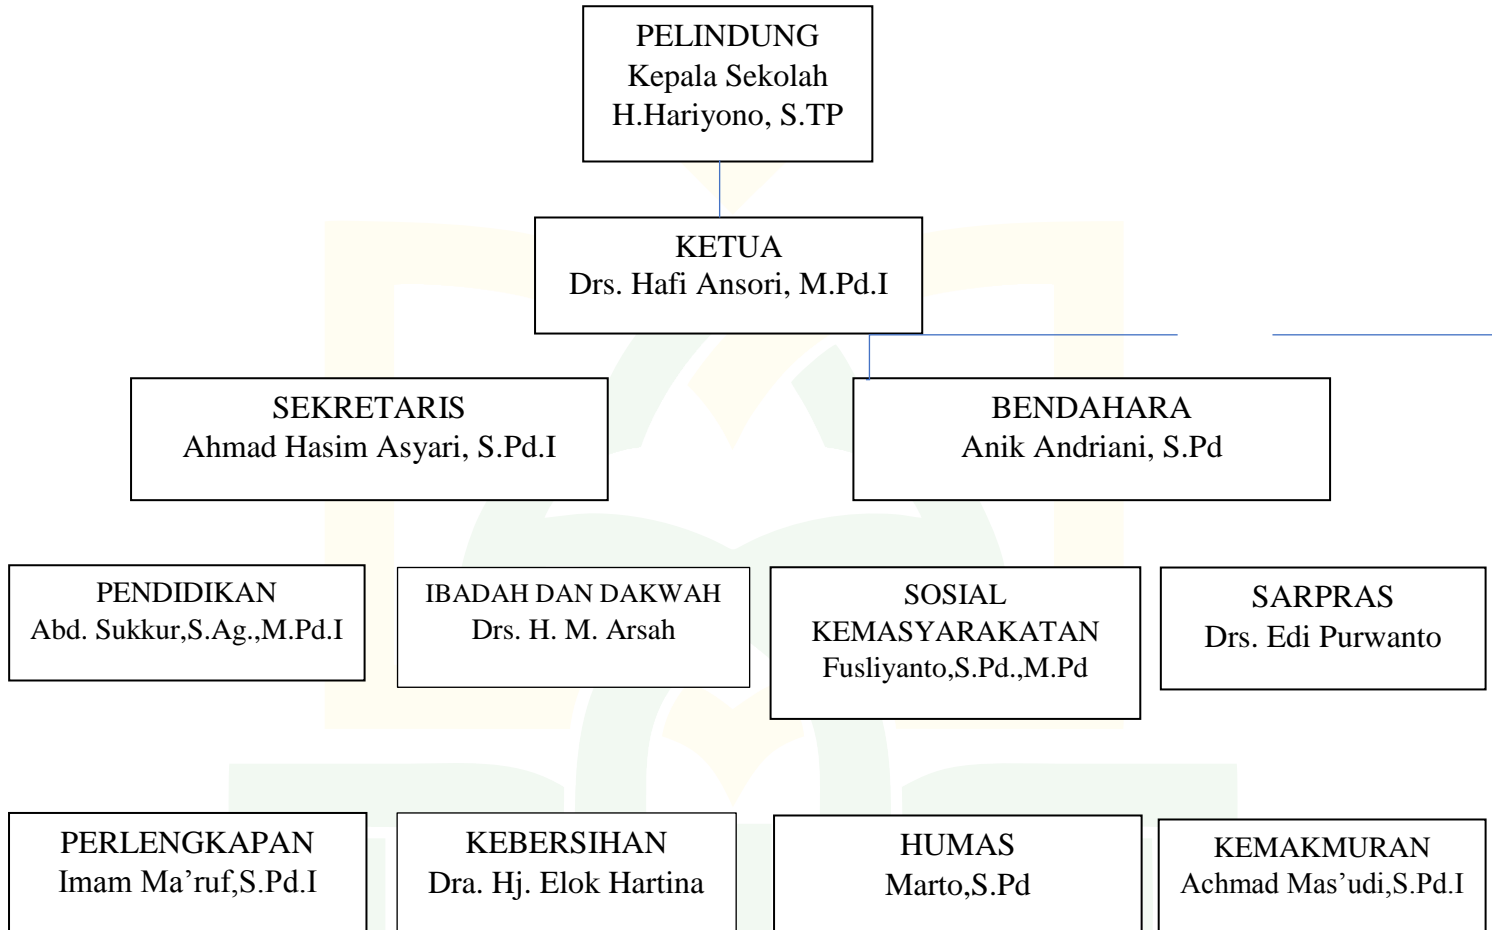 PELINDUNG
Kepala Sekolah
H.Hariyono, S.TP
KETUA
Drs. Hafi Ansori, M.Pd.I
SEKRETARIS
Ahmad Hasim Asyari, S.Pd.I
BENDAHARA
Anik Andriani, S.Pd
PENDIDIKAN
Abd. Sukkur,S.Ag.,M.Pd.I
IBADAH DAN DAKWAH
Drs. H. M. Arsah
SOSIAL
KEMASYARAKATAN
Fusliyanto,S.Pd.,M.Pd
SARPRAS
Drs. Edi Purwanto
PERLENGKAPAN
Imam Ma’ruf,S.Pd.I
KEBERSIHAN
Dra. Hj. Elok Hartina
HUMAS
Marto,S.Pd
KEMAKMURAN
Achmad Mas’udi,S.Pd.I